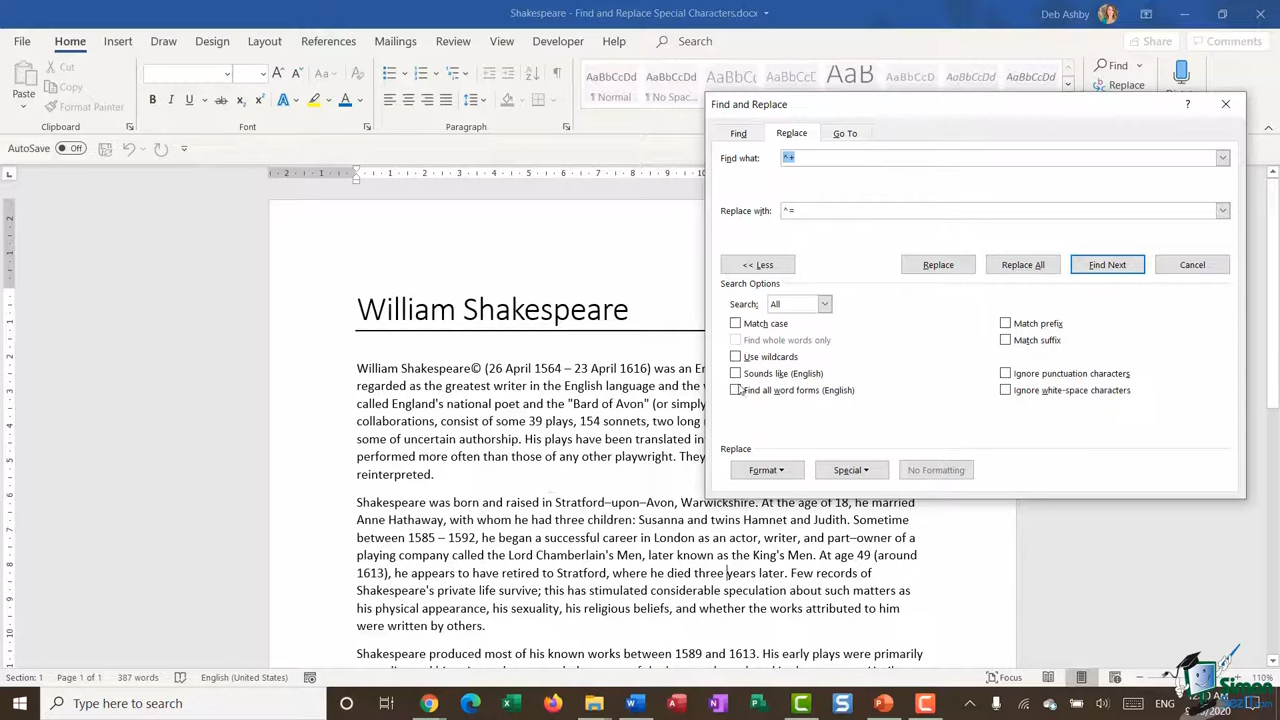 Shakespeare - Find and Replace Special Characters.docx
Deb Ashby
File Home Insert Draw Design Layout References Mailings Review View Developer Help Search Share Comments
Paste
Cut
Copy
Format Painter
Clipboard
Font
Paragraph
AaBbCcDd AaBbCcDd AaBbCc AaBbCcD AaB AaBbCcD AaBbCcDd AaBbCcDd
¶ Normal ¶ No Spac...
Find
Replace
AutoSave Off
Find and Replace
Find Replace Go To
Find what: ^+
Replace with: ^=
<< Less Replace Replace All Find Next Cancel
Search Options
Search: All
Match case
Find whole words only
Use wildcards
Sounds like (English)
Find all word forms (English)
Match prefix
Match suffix
Ignore punctuation characters
Ignore white-space characters
Replace
Format Special No Formatting
William Shakespeare
William Shakespeare© (26 April 1564 – 23 April 1616) was an
regarded as the greatest writer in the English language and the
called England's national poet and the "Bard of Avon" (or simply
collaborations, consist of some 39 plays, 154 sonnets, two long
some of uncertain authorship. His plays have been translated in
performed more often than those of any other playwright. They
reinterpreted.
Shakespeare was born and raised in Stratford–upon–Avon, Warwickshire. At the age of 18, he married
Anne Hathaway, with whom he had three children: Susanna and twins Hamnet and Judith. Sometime
between 1585 – 1592, he began a successful career in London as an actor, writer, and part–owner of a
playing company called the Lord Chamberlain's Men, later known as the King's Men. At age 49 (around
1613), he appears to have retired to Stratford, where he died three years later. Few records of
Shakespeare's private life survive; this has stimulated considerable speculation about such matters as
his physical appearance, his sexuality, his religious beliefs, and whether the works attributed to him
were written by others.
Shakespeare produced most of his known works between 1589 and 1613. His early plays were primarily
Section: 1 Page 1 of 1 387 words English (United States) Focus 110%
Type here to search
Simon